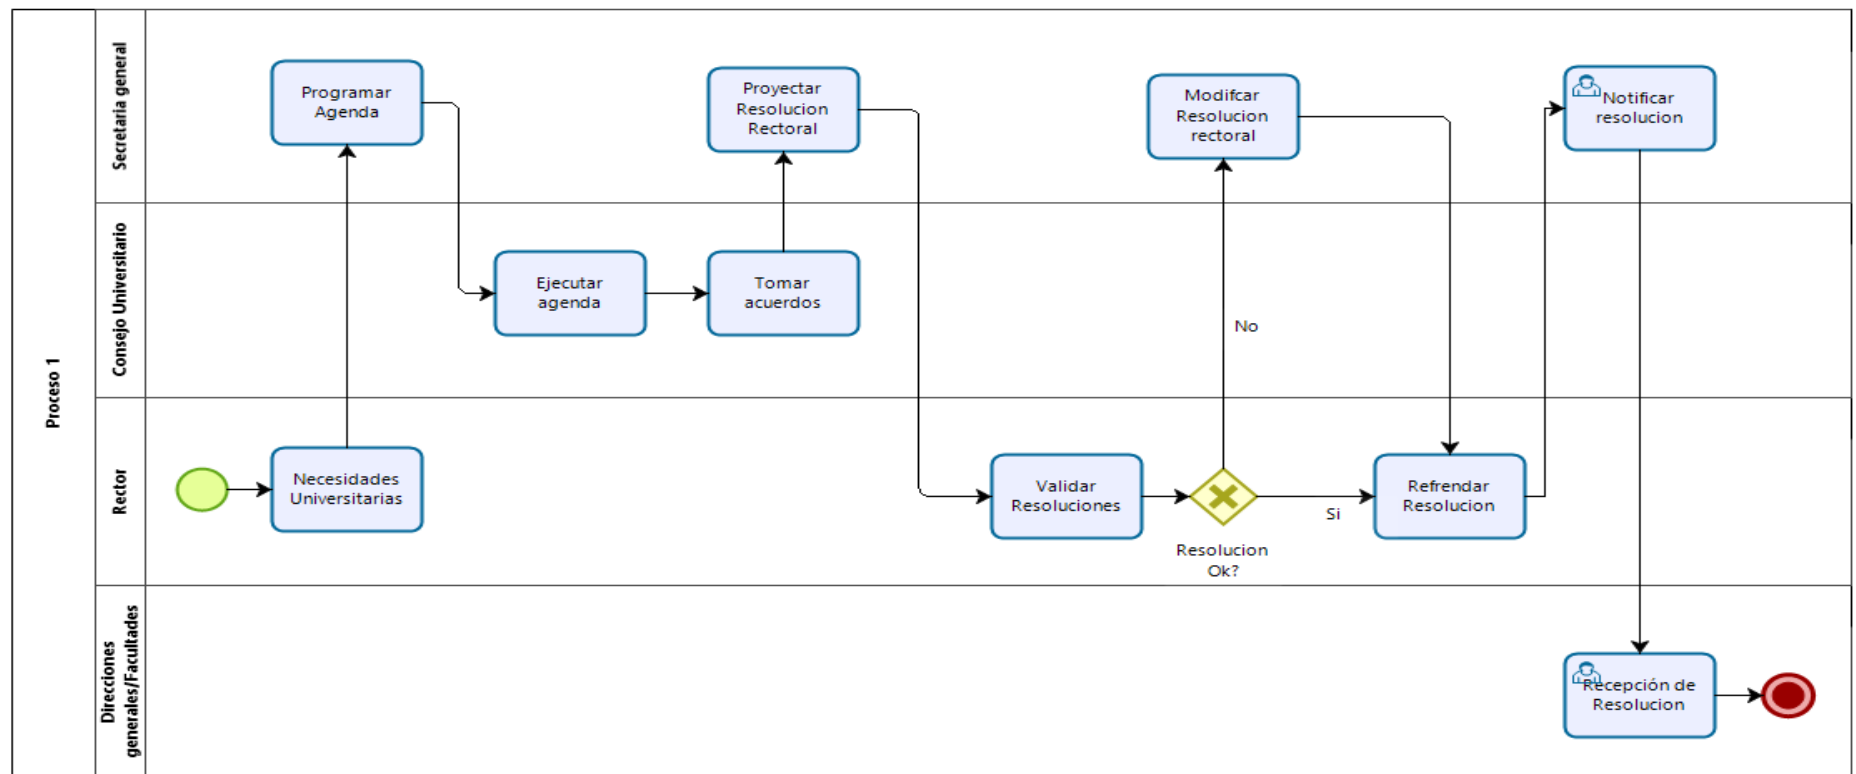 Proceso 1
Secretaria general
Programar
Agenda
Proyectar
Resolucion
Rectoral
Modifcar
Resolucion
rectoral
Notificar
resolucion
Consejo Universitario
Ejecutar
agenda
Tomar
acuerdos
No
Rector
Necesidades
Universitarias
Validar
Resoluciones
Resolucion
Ok?
Si
Refrendar
Resolucion
Direcciones
generales/Facultades
Recepción de
Resolucion